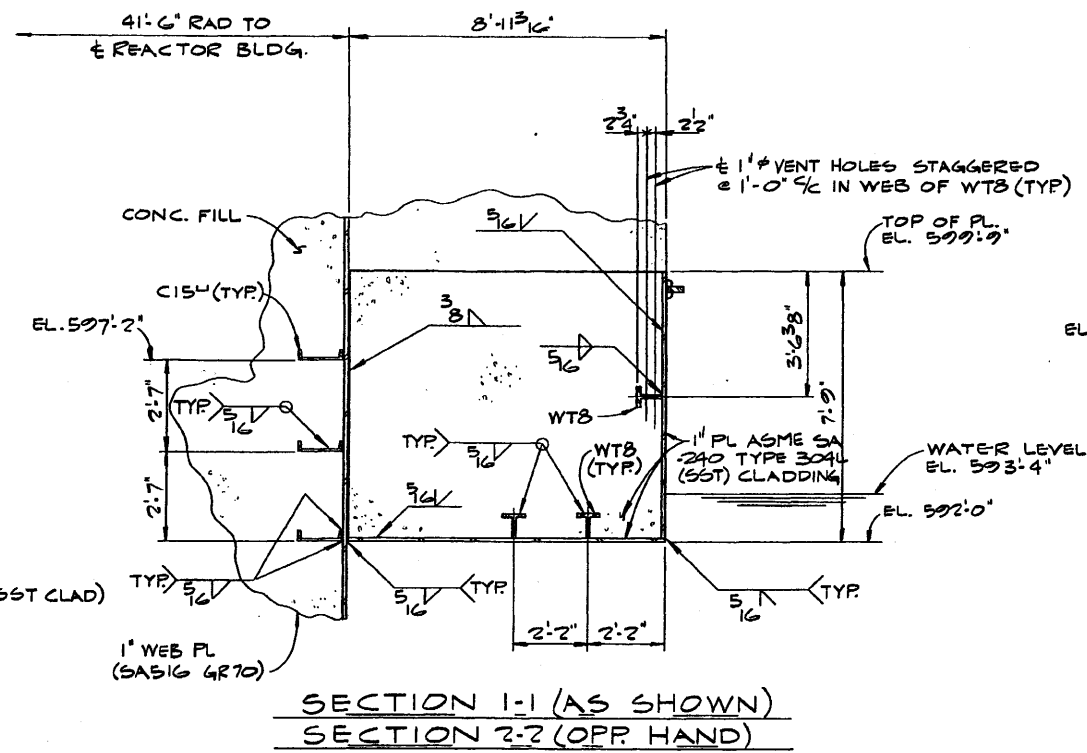 41'-6" RAD TO
℄ REACTOR BLDG.
8'-11 3/16"
2 3/4"
2 1/2"
℄ 1" φ VENT HOLES STAGGERED
@ 1'-0" C/C IN WEB OF WT8 (TYP)
CONC. FILL
5/16
TOP OF PL.
EL. 599'-9"
C15 (TYP.)
3/8
EL. 597'-2"
EL
3'-6 3/8"
5/16
2'-7"
TYP.
5/16
WT8
7'-9"
TYP.
5/16
WT8
(TYP.)
1" PL ASME SA
-240 TYPE 304L
(SST) CLADDING
WATER LEVEL
EL. 593'-4"
2'-7"
5/16
EL. 592'-0"
SST CLAD)
TYP.
5/16
5/16
TYP.
5/16
TYP.
2'-2"
2'-2"
1" WEB PL
(SA516 GR70)
SECTION 1-1 (AS SHOWN)
SECTION 2-2 (OPP. HAND)